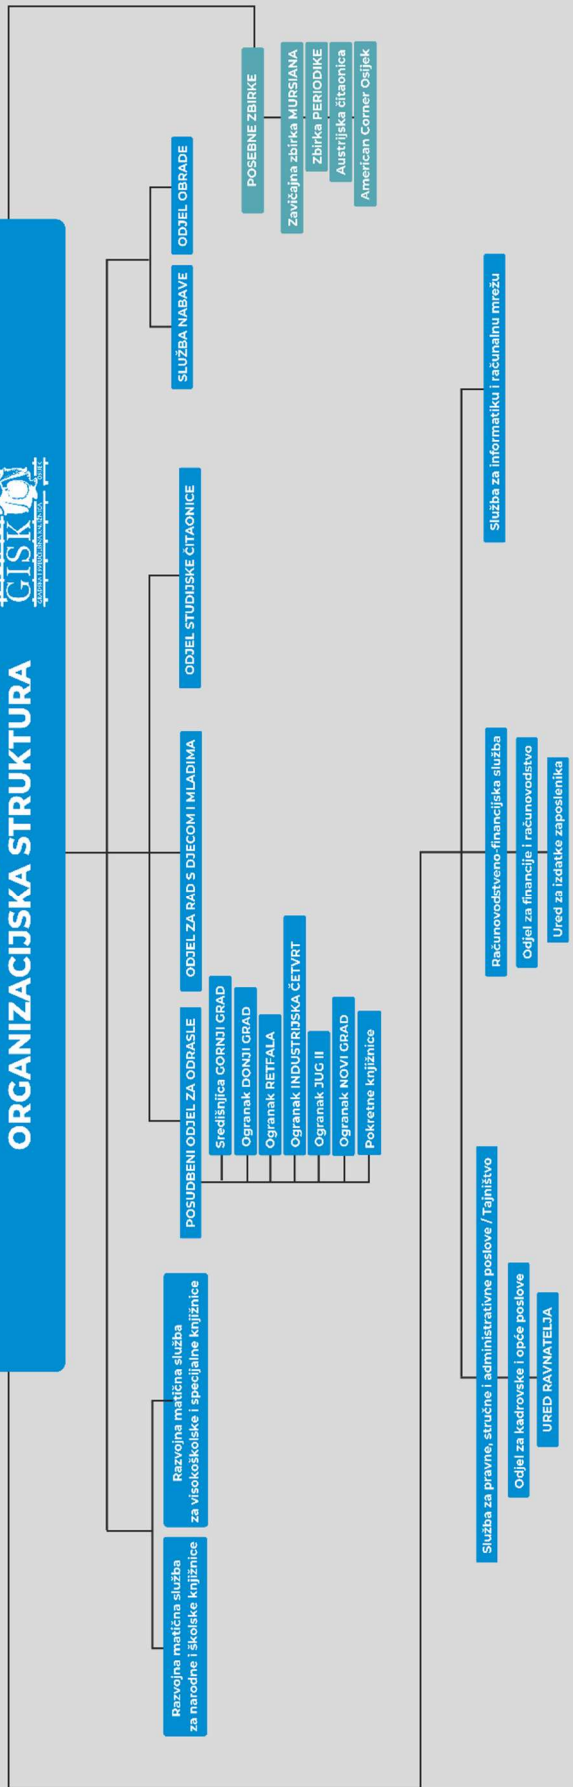 ORGANIZACIJSKA STRUKTURA
GISKO
Razvojna matična služba
za narodne i školske knjižnice
Razvojna matična služba
za visokoškolske i specijalne knjižnice
POSUDBENI ODJEL ZA ODRASLE
Središnjica GORNJI GRAD
Ogranak DONJI GRAD
Ogranak RETFALA
Ogranak INDUSTRIJSKA ČETVRT
Ogranak JUG II
Ogranak NOVI GRAD
Pokretne knjižnice
ODJEL ZA RAD S DJECOM I MLADIMA
ODJEL STUDIJSKE ČITAONICE
SLUŽBA NABAVE
ODJEL OBRADE
POSEBNE ZBIRKE
Zavičajna zbirka MURSIANA
Zbirka PERIODIKE
Austrijska čitaonica
American Corner Osijek
Služba za pravne, stručne i administrativne poslove / Tajništvo
Odjel za kadrovske i opće poslove
URED RAVNATELJA
Računovodstveno-financijska služba
Odjel za financije i računovodstvo
Ured za izdatke zaposlenika
Služba za informatiku i računalnu mrežu